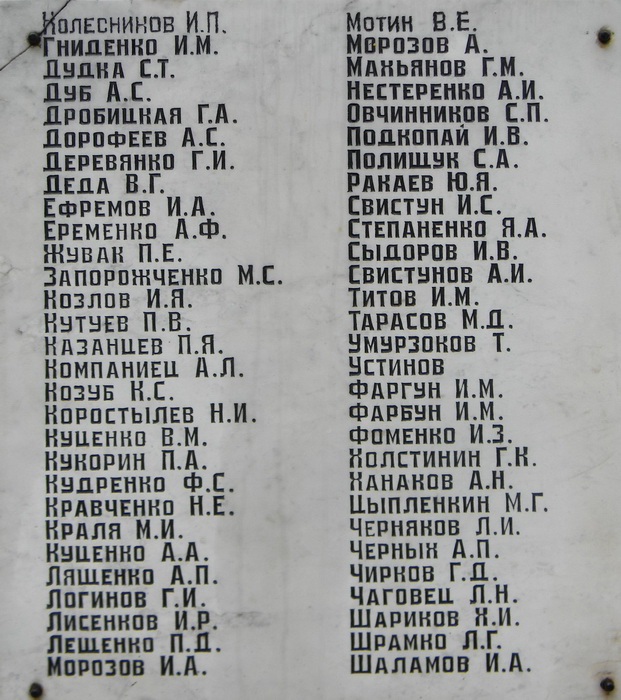 Колесников И.П.
Гниденко И.М.
Дудка С.Т.
Дуб А.С.
Дробицкая Г.А.
Дорофеев А.С.
Деревянко Г.И.
Деда В.Г.
Ефремов И.А.
Еременко А.Ф.
Жувак П.Е.
Запорожченко М.С.
Козлов И.Я.
Кутуев П.В.
Казанцев П.Я.
Компаниец А.Л.
Козуб К.С.
Коростылев Н.И.
Куценко В.М.
Кукорин П.А.
Кудренко Ф.С.
Кравченко Н.Е.
Краля М.И.
Куценко А.А.
Лященко А.П.
Логинов Г.И.
Лисенков И.Р.
Лещенко П.Д.
Морозов И.А.
Мотин В.Е.
Морозов А.
Махьянов Г.М.
Нестеренко А.И.
Овчинников С.П.
Подкопай И.В.
Полищук С.А.
Ракаев Ю.Я.
Свистун И.С.
Степаненко Я.А.
Сыдоров И.В.
Свистунов А.И.
Титов И.М.
Тарасов М.Д.
Умурзоков Т.
Устинов
Фаргун И.М.
Фарбун И.М.
Фоменко И.З.
Холстинин Г.К.
Ханаков А.Н.
Цыпленкин М.Г.
Черняков Л.И.
Черных А.П.
Чирков Г.Д.
Чаговец Л.Н.
Шариков Х.И.
Шрамко Л.Г.
Шаламов И.А.